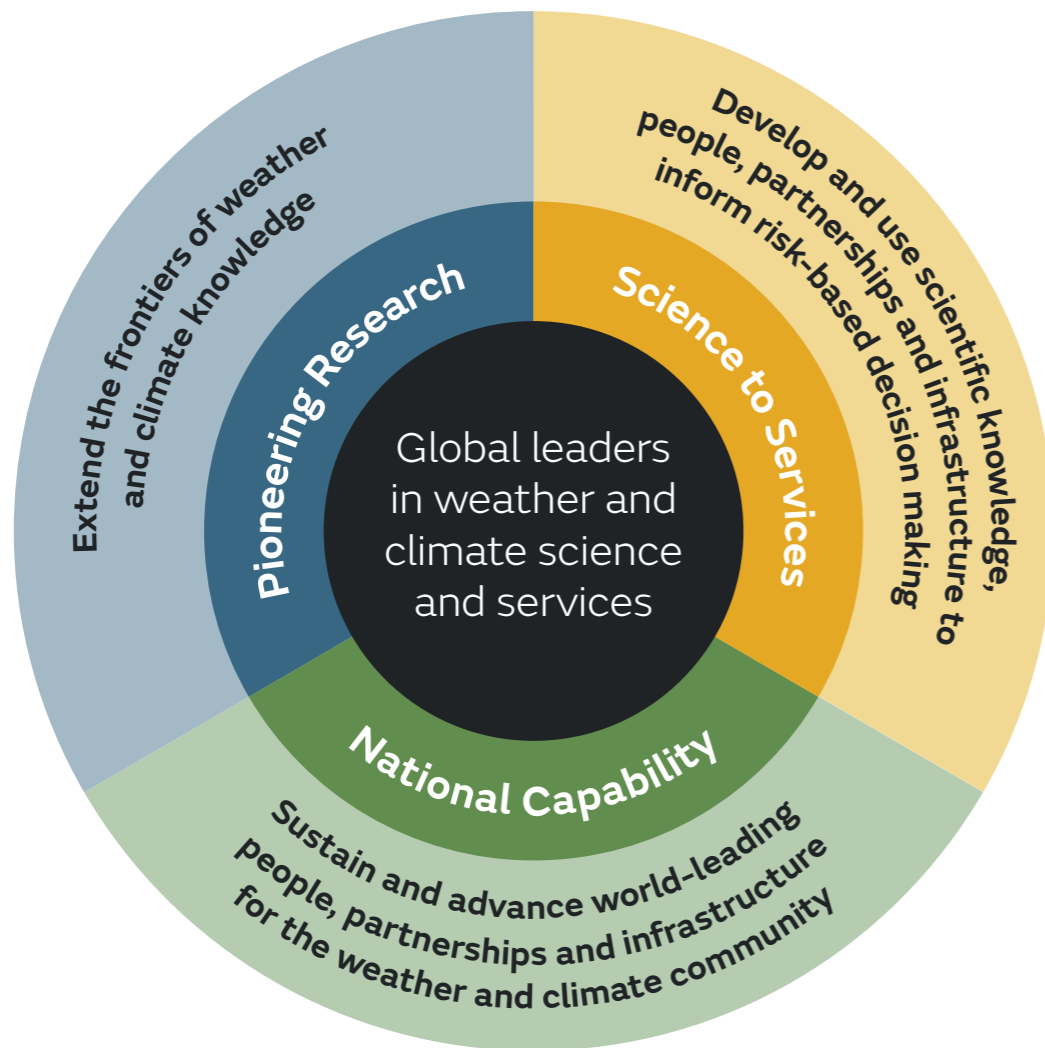 Global leaders
in weather and
climate science
and services
Pioneering Research
Extend the frontiers of weather
and climate knowledge
Science to Services
Develop and use scientific knowledge,
people, partnerships and infrastructure to
inform risk-based decision making
National Capability
Sustain and advance world-leading
people, partnerships and infrastructure
for the weather and climate community